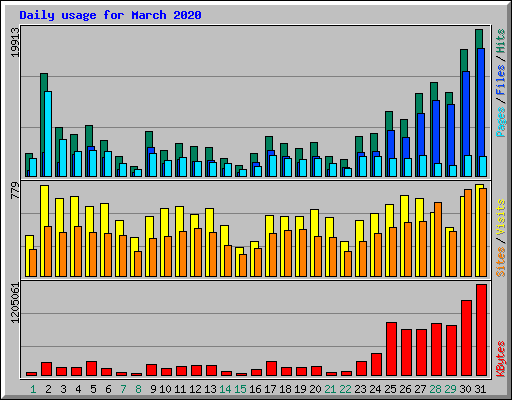 Daily usage for March 2020
19913
Pages / Files / Hits
779
Sites / Visits
1205061
KBytes
1 2 3 4 5 6 7 8 9 10 11 12 13 14 15 16 17 18 19 20 21 22 23 24 25 26 27 28 29 30 31